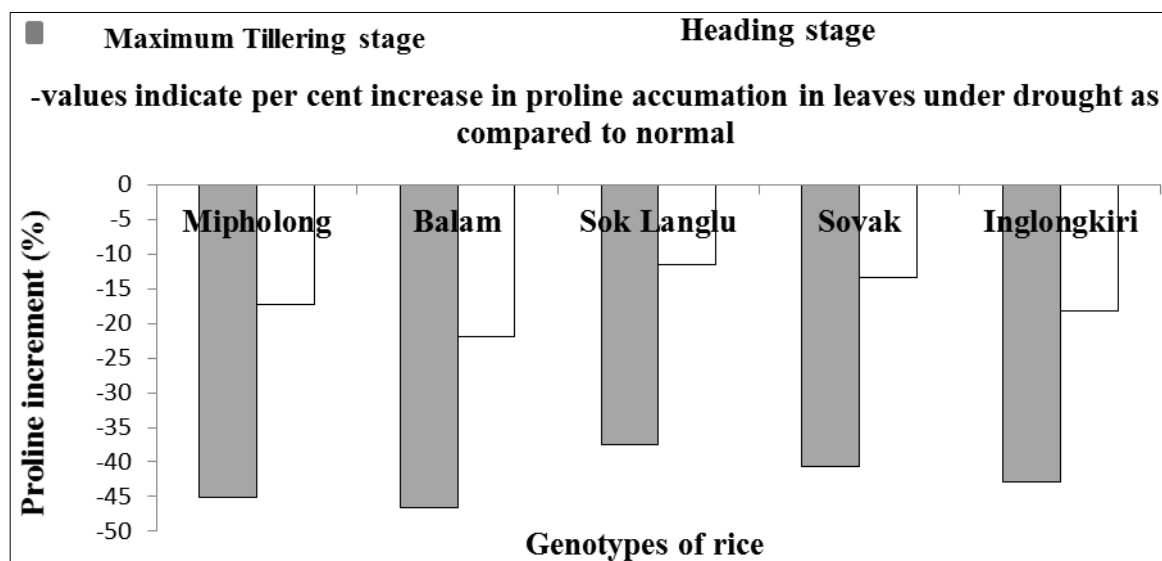 Maximum Tillering stage
Heading stage
-values indicate per cent increase in proline accumation in leaves under drought as
compared to normal
Proline increment (%)
0
-5
-10
-15
-20
-25
-30
-35
-40
-45
-50
Mipholong
Balam
Sok Langlu
Sovak
Inglongkiri
Genotypes of rice